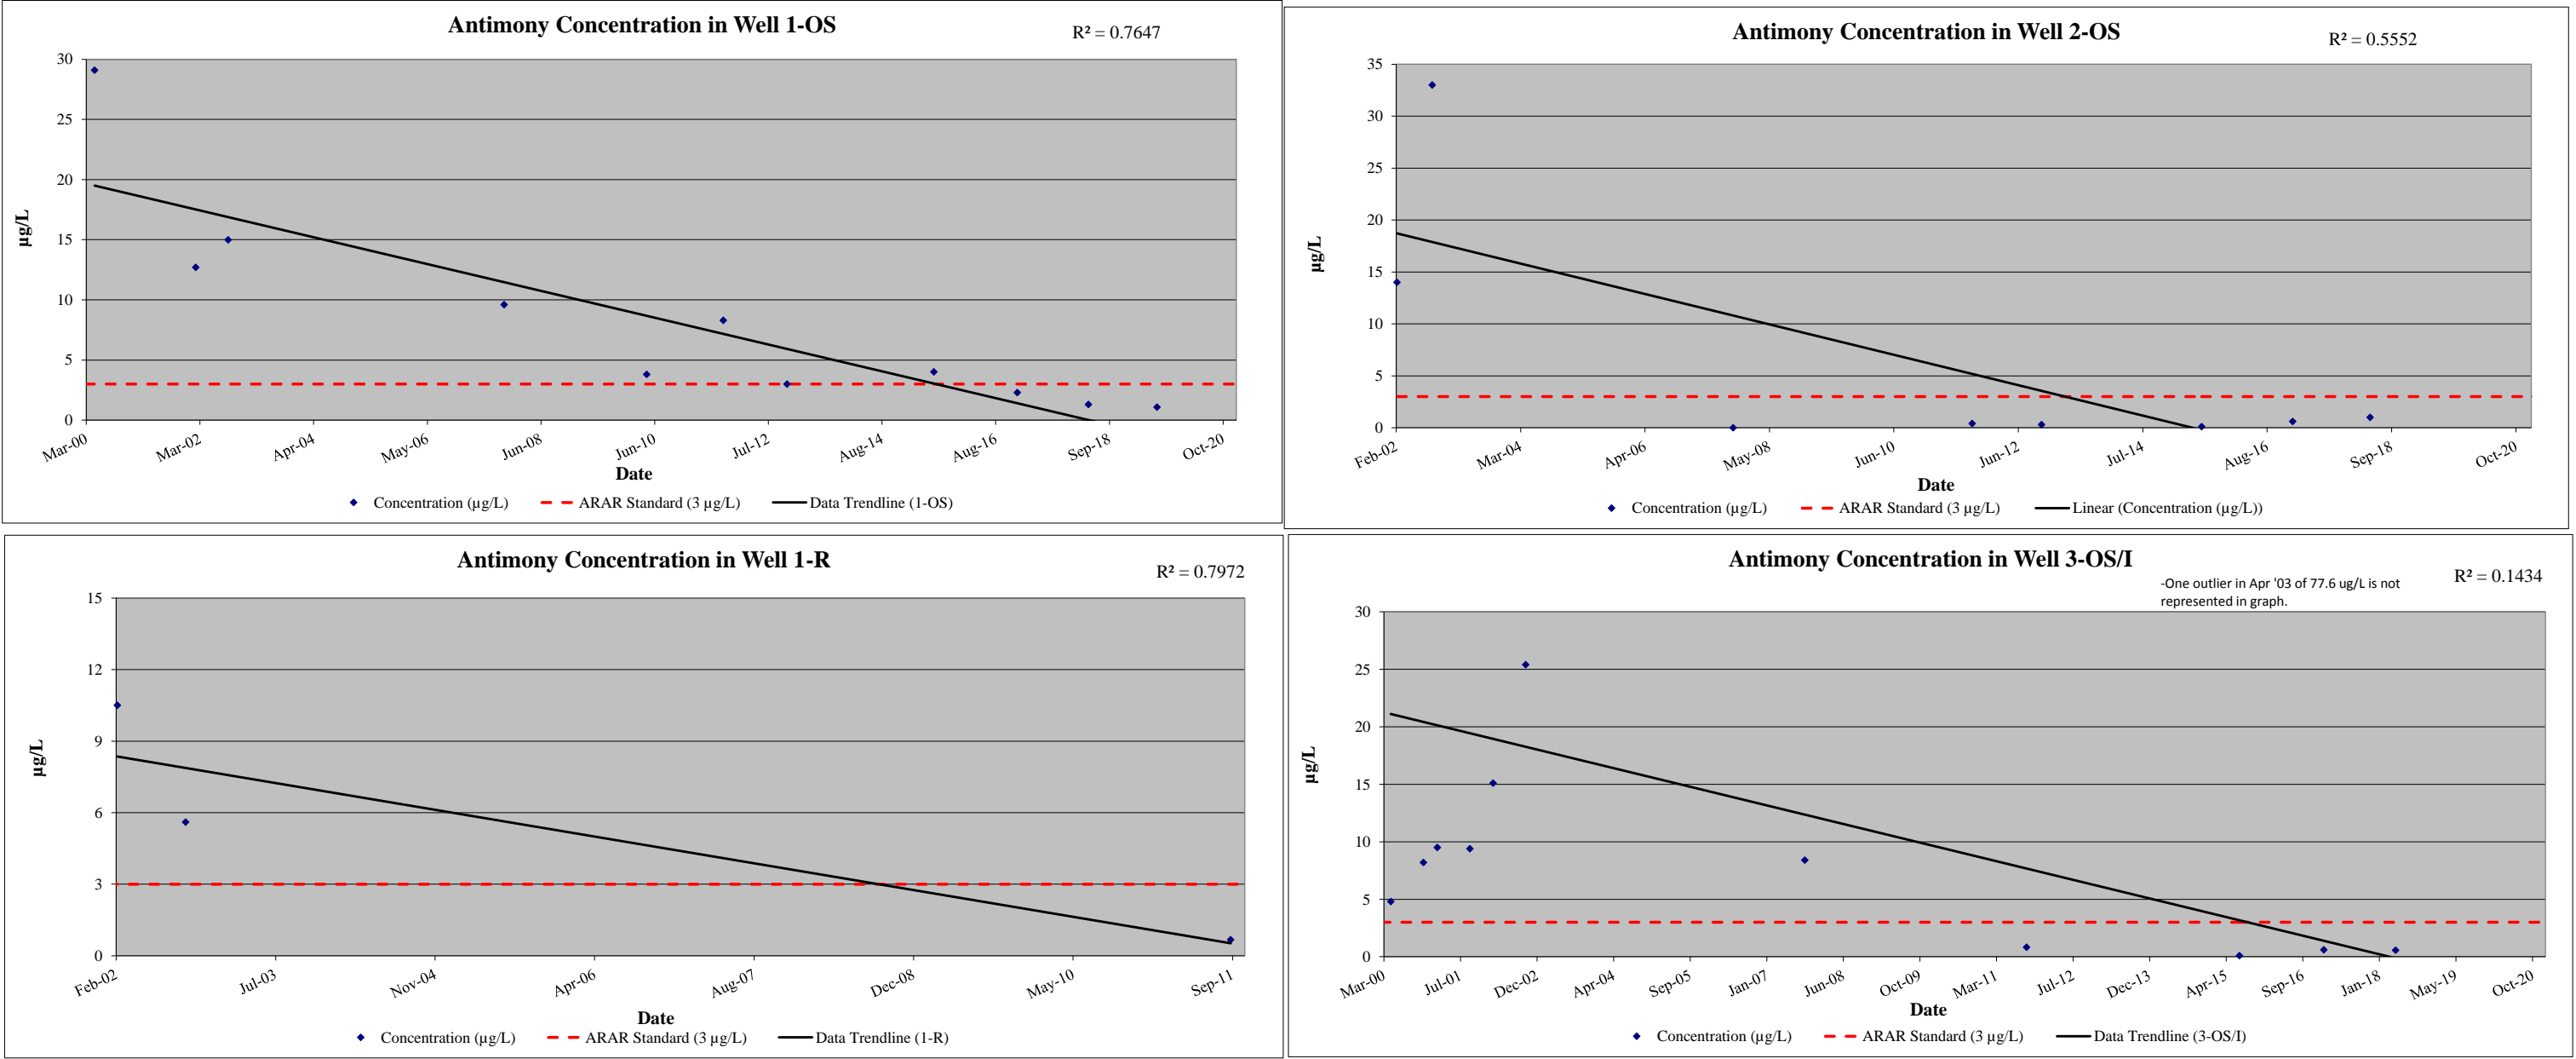 Antimony Concentration in Well 1-OS
R² = 0.7647
30
25
20
15
10
5
0
µg/L
Mar-00
Mar-02
Apr-04
May-06
Jun-08
Jun-10
Jul-12
Aug-14
Aug-16
Sep-18
Oct-20
Date
Concentration (µg/L)
ARAR Standard (3 µg/L)
Data Trendline (1-OS)
Antimony Concentration in Well 2-OS
R² = 0.5552
35
30
25
20
15
10
5
0
µg/L
Feb-02
Mar-04
Apr-06
May-08
Jun-10
Jun-12
Jul-14
Aug-16
Sep-18
Oct-20
Date
Concentration (µg/L)
ARAR Standard (3 µg/L)
Linear (Concentration (µg/L))
Antimony Concentration in Well 1-R
R² = 0.7972
15
12
9
6
3
0
µg/L
Feb-02
Jul-03
Nov-04
Apr-06
Aug-07
Dec-08
May-10
Sep-11
Date
Concentration (µg/L)
ARAR Standard (3 µg/L)
Data Trendline (1-R)
Antimony Concentration in Well 3-OS/I
-One outlier in Apr '03 of 77.6 ug/L is not
represented in graph.
R² = 0.1434
30
25
20
15
10
5
0
µg/L
Mar-00
Jul-01
Dec-02
Apr-04
Sep-05
Jan-07
Jun-08
Oct-09
Mar-11
Jul-12
Dec-13
Apr-15
Sep-16
Jan-18
May-19
Oct-20
Date
Concentration (µg/L)
ARAR Standard (3 µg/L)
Data Trendline (3-OS/I)